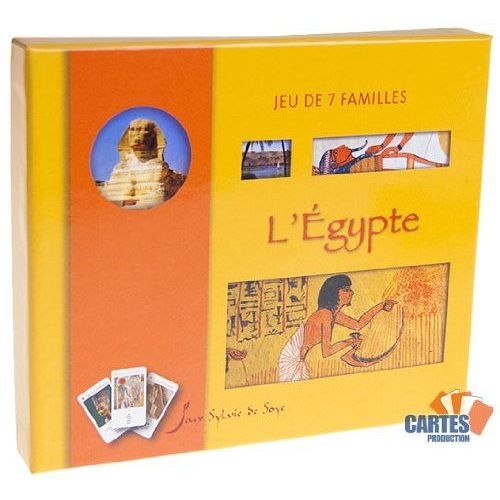 JEU DE 7 FAMILLES
L'Égypte
Jeux Sylvie de Soye
CARTES
PRODUCTION